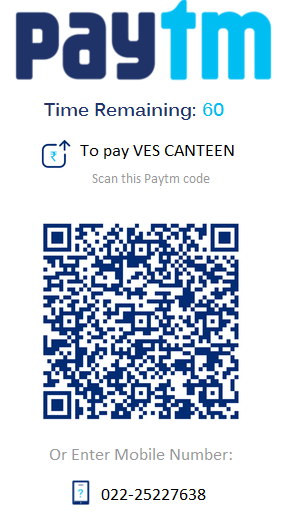 paytm
Time Remaining: 60
To pay VES CANTEEN
Scan this Paytm code
Or Enter Mobile Number:
022-25227638